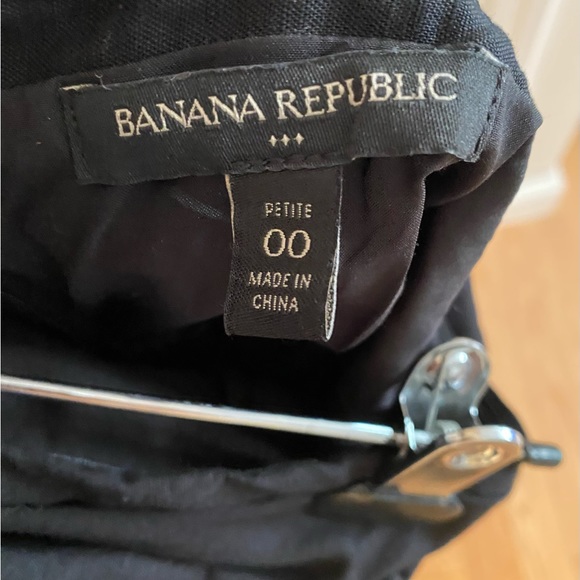 BANANA REPUBLIC
PETITE
00
MADE IN
CHINA